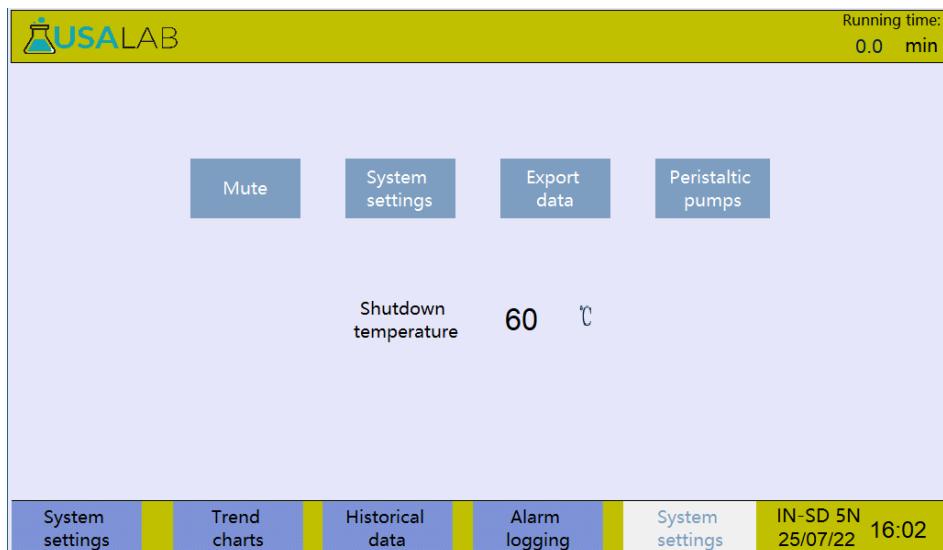 USALAB
Running time:
0.0 min
Mute
System
settings
Export
data
Peristaltic
pumps
Shutdown
temperature
60 ℃
System
settings
Trend
charts
Historical
data
Alarm
logging
System
settings
IN-SD 5N
25/07/22
16:02